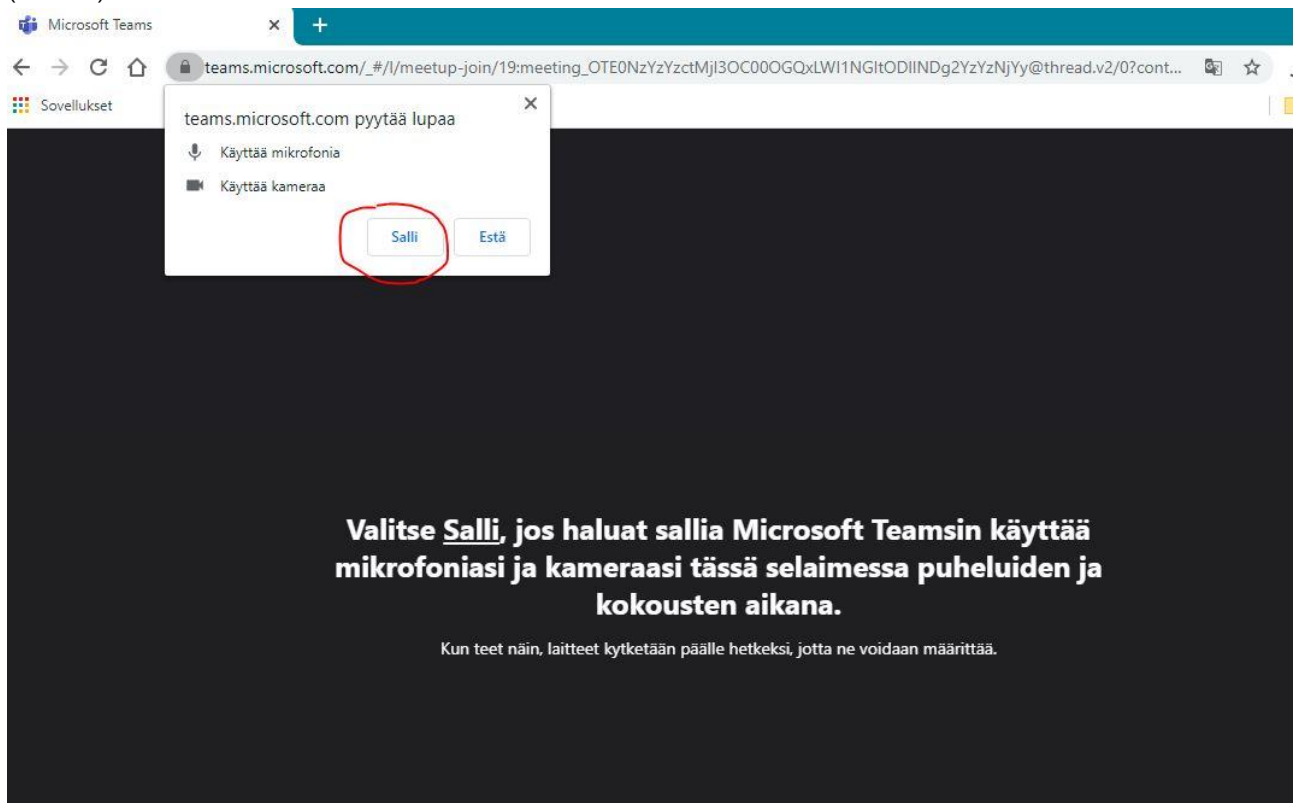 Microsoft Teams
teams.microsoft.com/_#/l/meetup-join/19:meeting_OTE0NzYzYzctMjI3OC00OGQxLWI1NGItODllNDg2YzYzNjYy@thread.v2/0?cont...
Sovellukset
teams.microsoft.com pyytää lupaa
Käyttää mikrofonia
Käyttää kameraa
Salli Estä
Valitse Salli, jos haluat sallia Microsoft Teamsin käyttää
mikrofoniasi ja kameraasi tässä selaimessa puheluiden ja
kokousten aikana.
Kun teet näin, laitteet kytketään päälle hetkeksi, jotta ne voidaan määrittää.